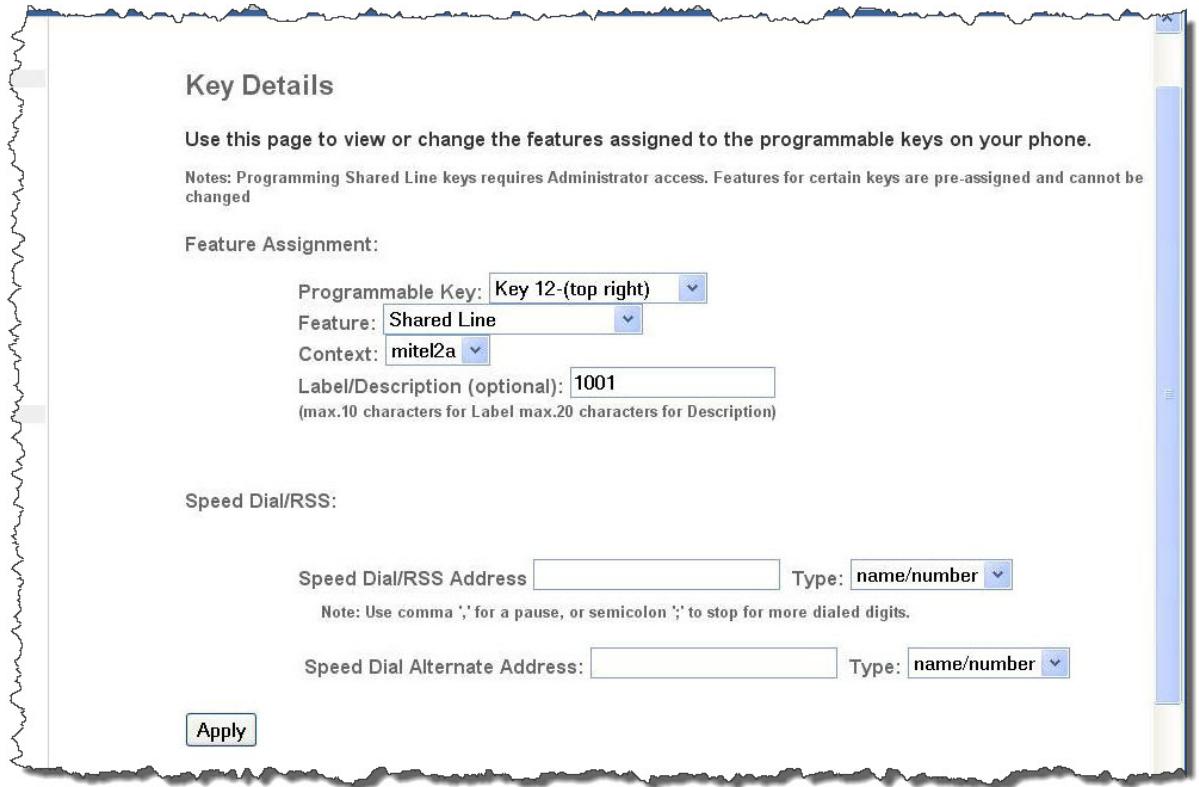 Key Details
Use this page to view or change the features assigned to the programmable keys on your phone.
Notes: Programming Shared Line keys requires Administrator access. Features for certain keys are pre-assigned and cannot be
changed
Feature Assignment:
Programmable Key: Key 12-(top right)
Feature: Shared Line
Context: mitel2a
Label/Description (optional): 1001
(max.10 characters for Label max.20 characters for Description)
Speed Dial/RSS:
Speed Dial/RSS Address Type: name/number
Note: Use comma ',' for a pause, or semicolon ';' to stop for more dialed digits.
Speed Dial Alternate Address: Type: name/number
Apply